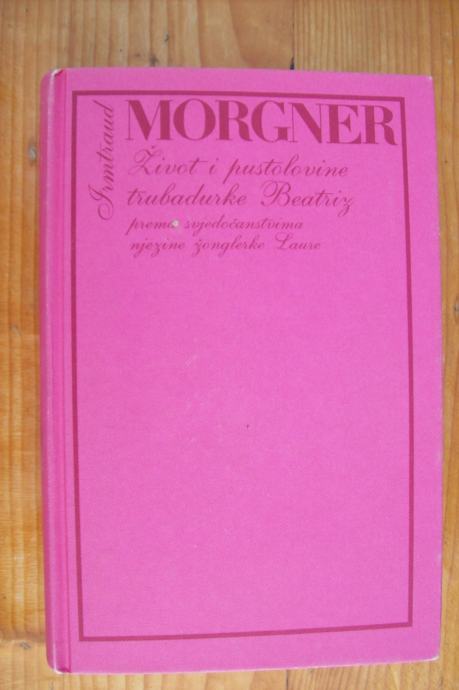 Irmtraud
MORGNER
Život i pustolovine
trubadurke Beatriz
prema svjedočanstvima
njezine žonglerke Laure